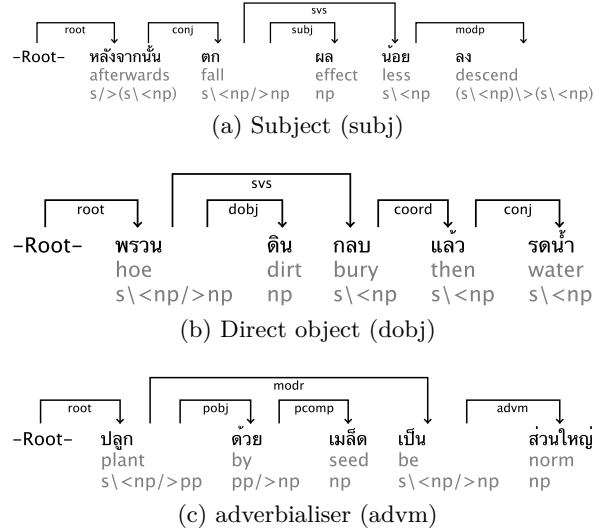 svs
root conj subj modp
–Root– หลังจากนั้น ตก ผล น้อย ลง
afterwards fall effect less descend
s/>(s\<np) s\<np/>np np s\<np (s\<np)\>(s\<np)
(a) Subject (subj)
svs
root dobj coord conj
–Root– พรวน ดิน กลบ แล้ว รดน้ำ
hoe dirt bury then water
s\<np/>np np s\<np s\<np s\<np
(b) Direct object (dobj)
modr
root pobj pcomp advm
–Root– ปลูก ด้วย เมล็ด เป็น ส่วนใหญ่
plant by seed be norm
s\<np/>pp pp/>np np s\<np/>np np
(c) adverbialiser (advm)